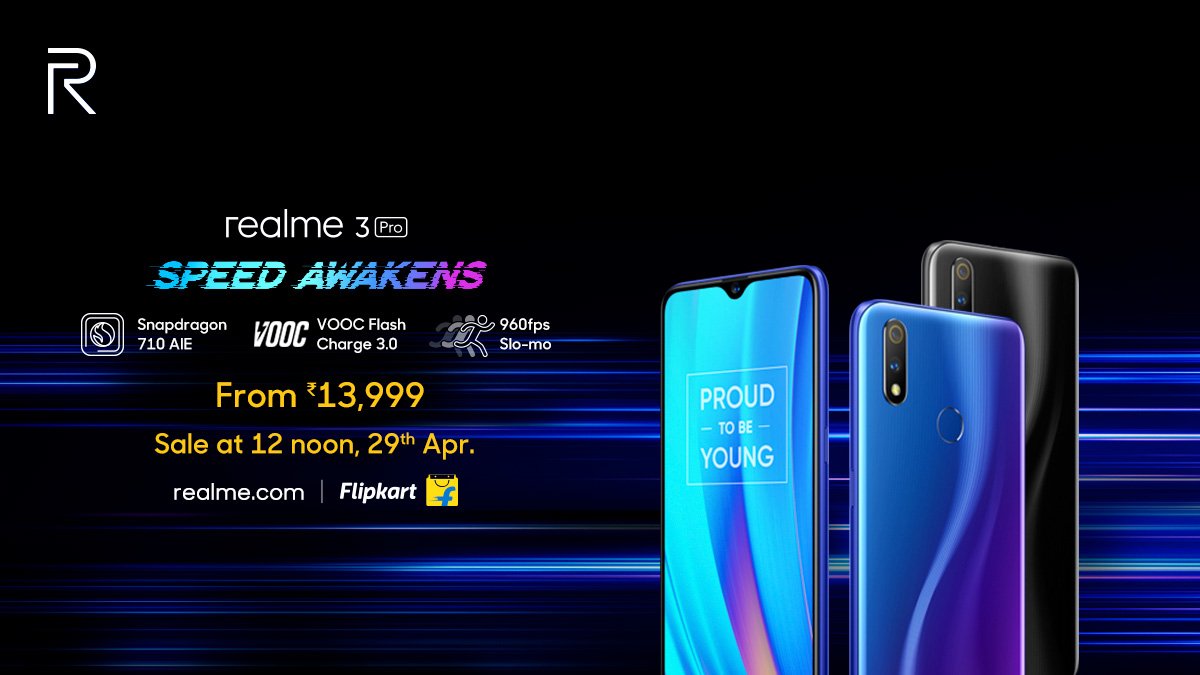 R
realme 3 Pro
SPEED AWAKENS
Snapdragon
710 AIE
VOOC
VOOC Flash
Charge 3.0
960fps
Slo-mo
From ₹13,999
Sale at 12 noon, 29th Apr.
realme.com | Flipkart
PROUD
— TO BE —
YOUNG